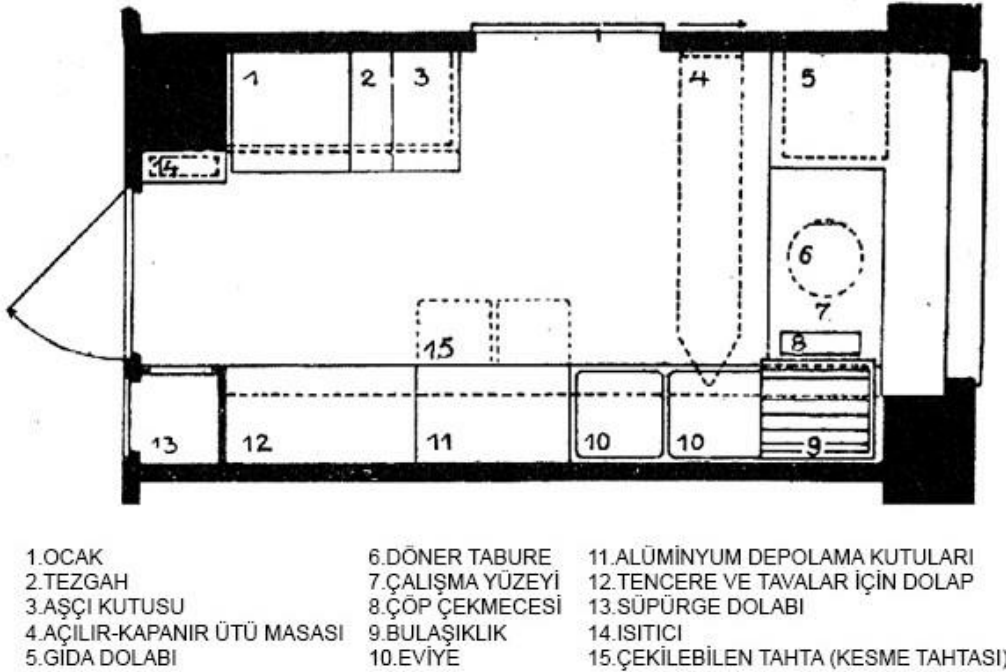 1 2 3 4 5
14
6
7
15 8
13 12 11 10 10 9
1.OCAK
2.TEZGAH
3.AŞÇI KUTUSU
4.AÇILIR-KAPANIR ÜTÜ MASASI
5.GIDA DOLABI
6.DÖNER TABURE
7.ÇALIŞMA YÜZEYİ
8.ÇÖP ÇEKMECESİ
9.BULAŞIKLIK
10.EVİYE
11.ALÜMİNYUM DEPOLAMA KUTULARI
12.TENCERE VE TAVALAR İÇİN DOLAP
13.SÜPÜRGE DOLABI
14.ISITICI
15.ÇEKİLEBİLEN TAHTA (KESME TAHTASI)